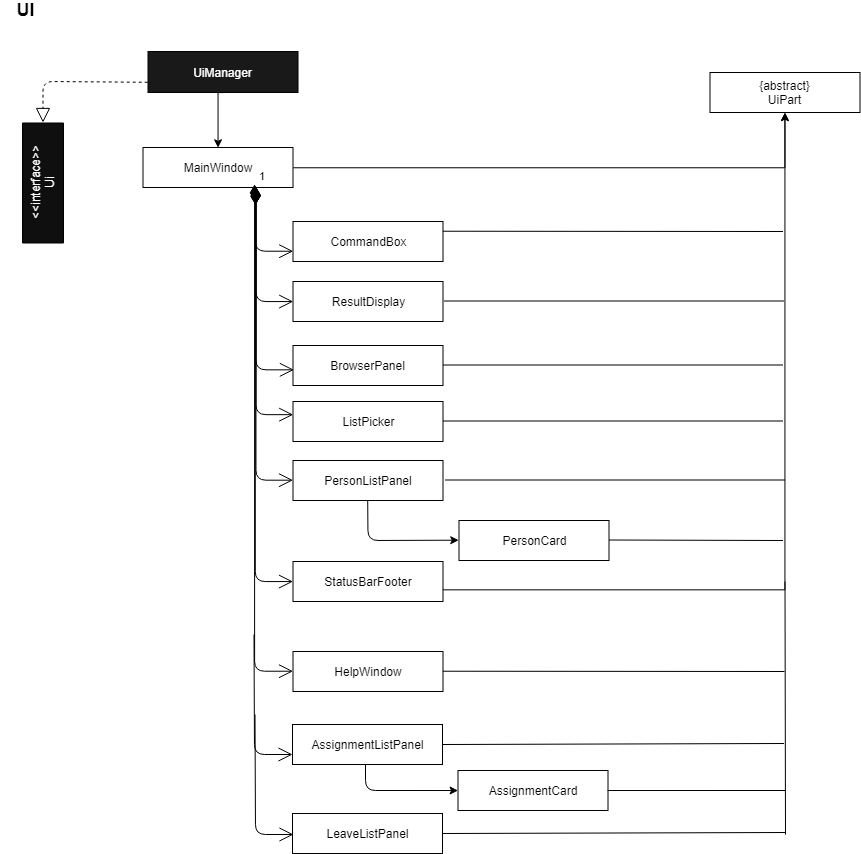 UI
UiManager
{abstract}
UiPart
<<interface>>
Ui
MainWindow
1
CommandBox
ResultDisplay
BrowserPanel
ListPicker
PersonListPanel
PersonCard
StatusBarFooter
HelpWindow
AssignmentListPanel
AssignmentCard
LeaveListPanel